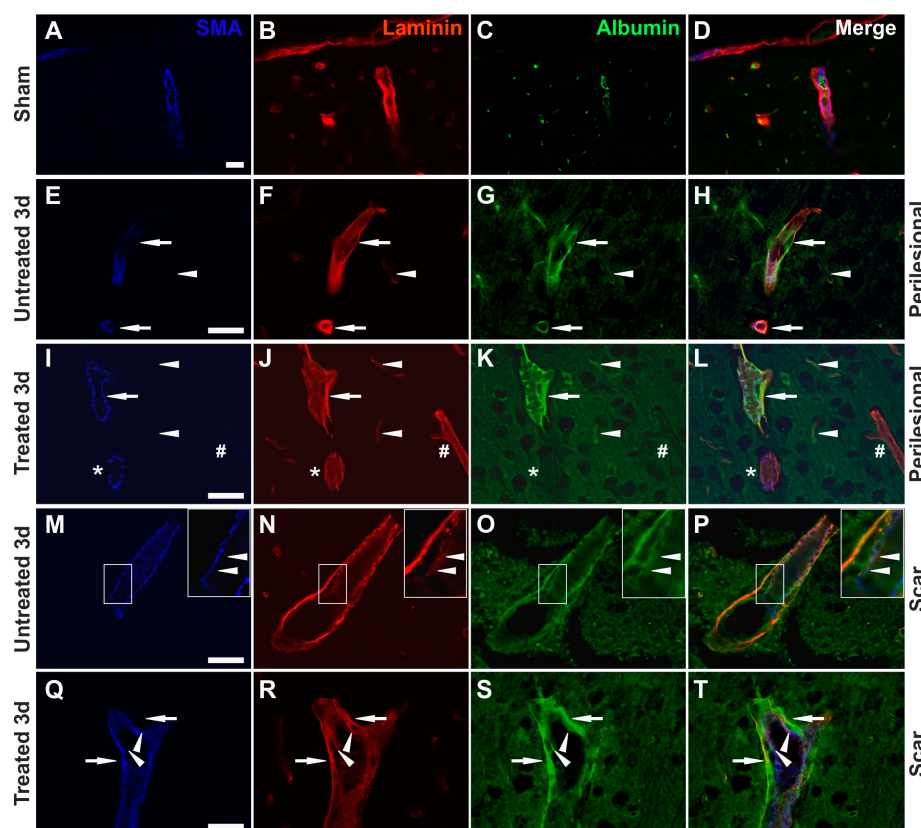 A SMA B Laminin C Albumin D Merge
Sham
E F G H
Untreated 3d
Perilesional
I J K L
Treated 3d
Perilesional
# # # #
* * * *
M N O P
Untreated 3d
Scar
Q R S T
Treated 3d
Scar